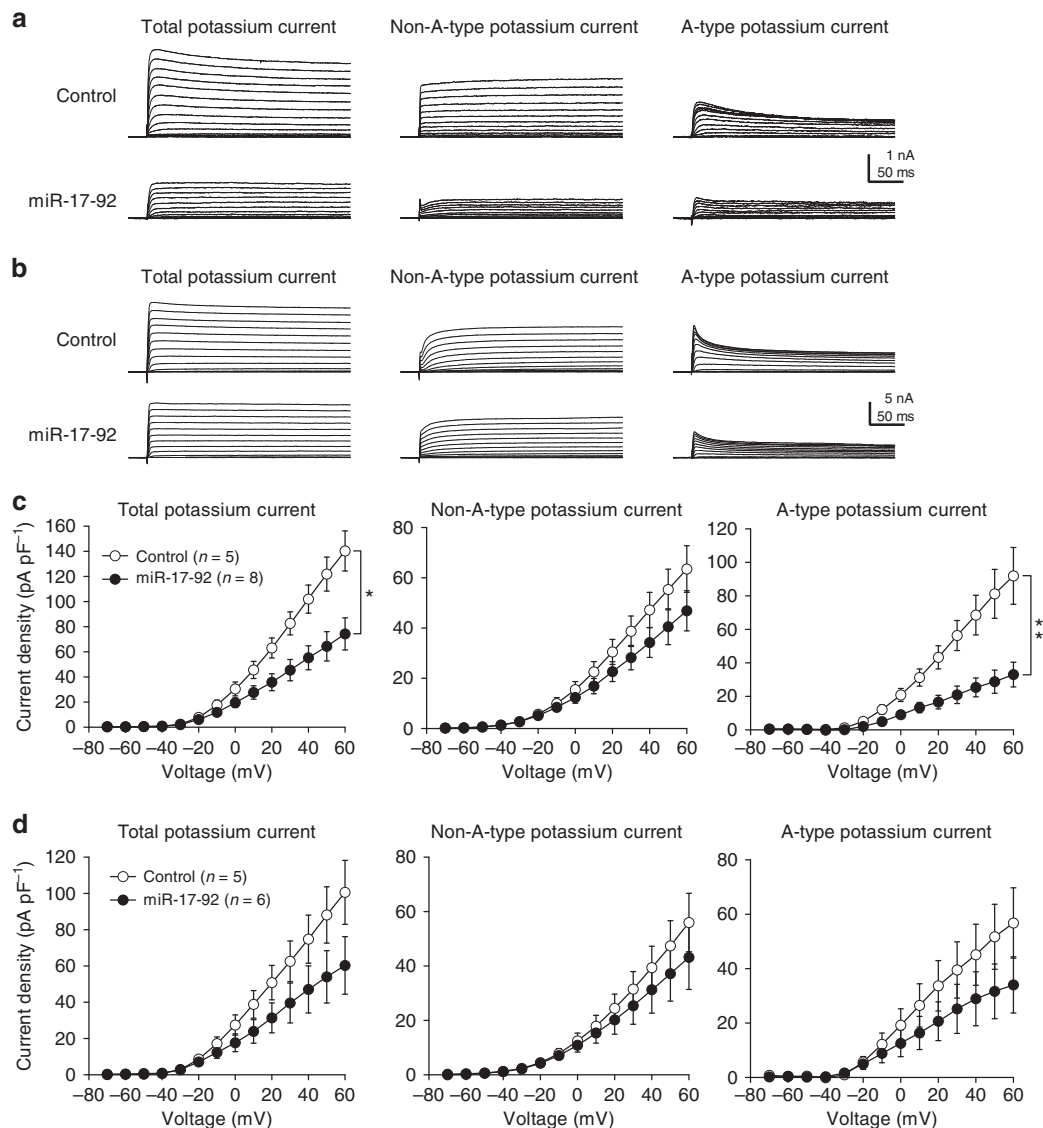 a
Total potassium current
Non-A-type potassium current
A-type potassium current
Control
1 nA
50 ms
miR-17-92
b
Total potassium current
Non-A-type potassium current
A-type potassium current
Control
5 nA
50 ms
miR-17-92
c
Total potassium current
Non-A-type potassium current
A-type potassium current
Current density (pA pF⁻¹)
160
140
120
100
80
60
40
20
0
Control (n = 5)
miR-17-92 (n = 8)
*
−80 −60 −40 −20 0 20 40 60
Voltage (mV)
80
60
40
20
0
−80 −60 −40 −20 0 20 40 60
Voltage (mV)
120
100
80
60
40
20
0
**
−80 −60 −40 −20 0 20 40 60
Voltage (mV)
d
Total potassium current
Non-A-type potassium current
A-type potassium current
Current density (pA pF⁻¹)
120
100
80
60
40
20
0
Control (n = 5)
miR-17-92 (n = 6)
−80 −60 −40 −20 0 20 40 60
Voltage (mV)
80
60
40
20
0
−80 −60 −40 −20 0 20 40 60
Voltage (mV)
80
60
40
20
0
−80 −60 −40 −20 0 20 40 60
Voltage (mV)